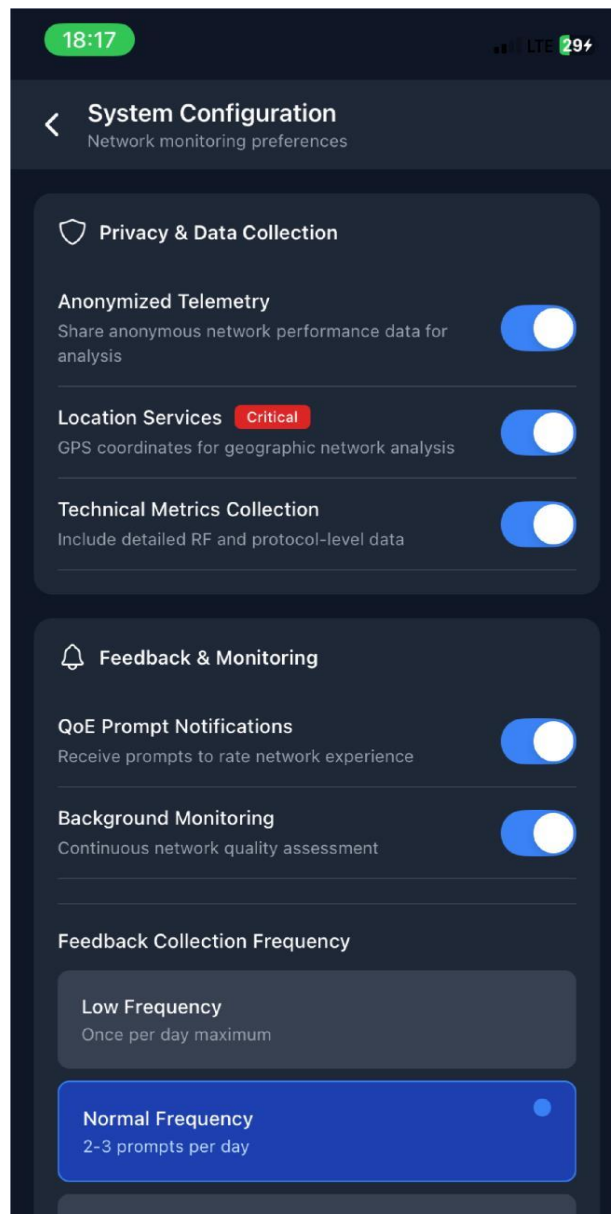 18:17
LTE 29
System Configuration
Network monitoring preferences
Privacy & Data Collection
Anonymized Telemetry
Share anonymous network performance data for
analysis
Location Services Critical
GPS coordinates for geographic network analysis
Technical Metrics Collection
Include detailed RF and protocol-level data
Feedback & Monitoring
QoE Prompt Notifications
Receive prompts to rate network experience
Background Monitoring
Continuous network quality assessment
Feedback Collection Frequency
Low Frequency
Once per day maximum
Normal Frequency
2-3 prompts per day